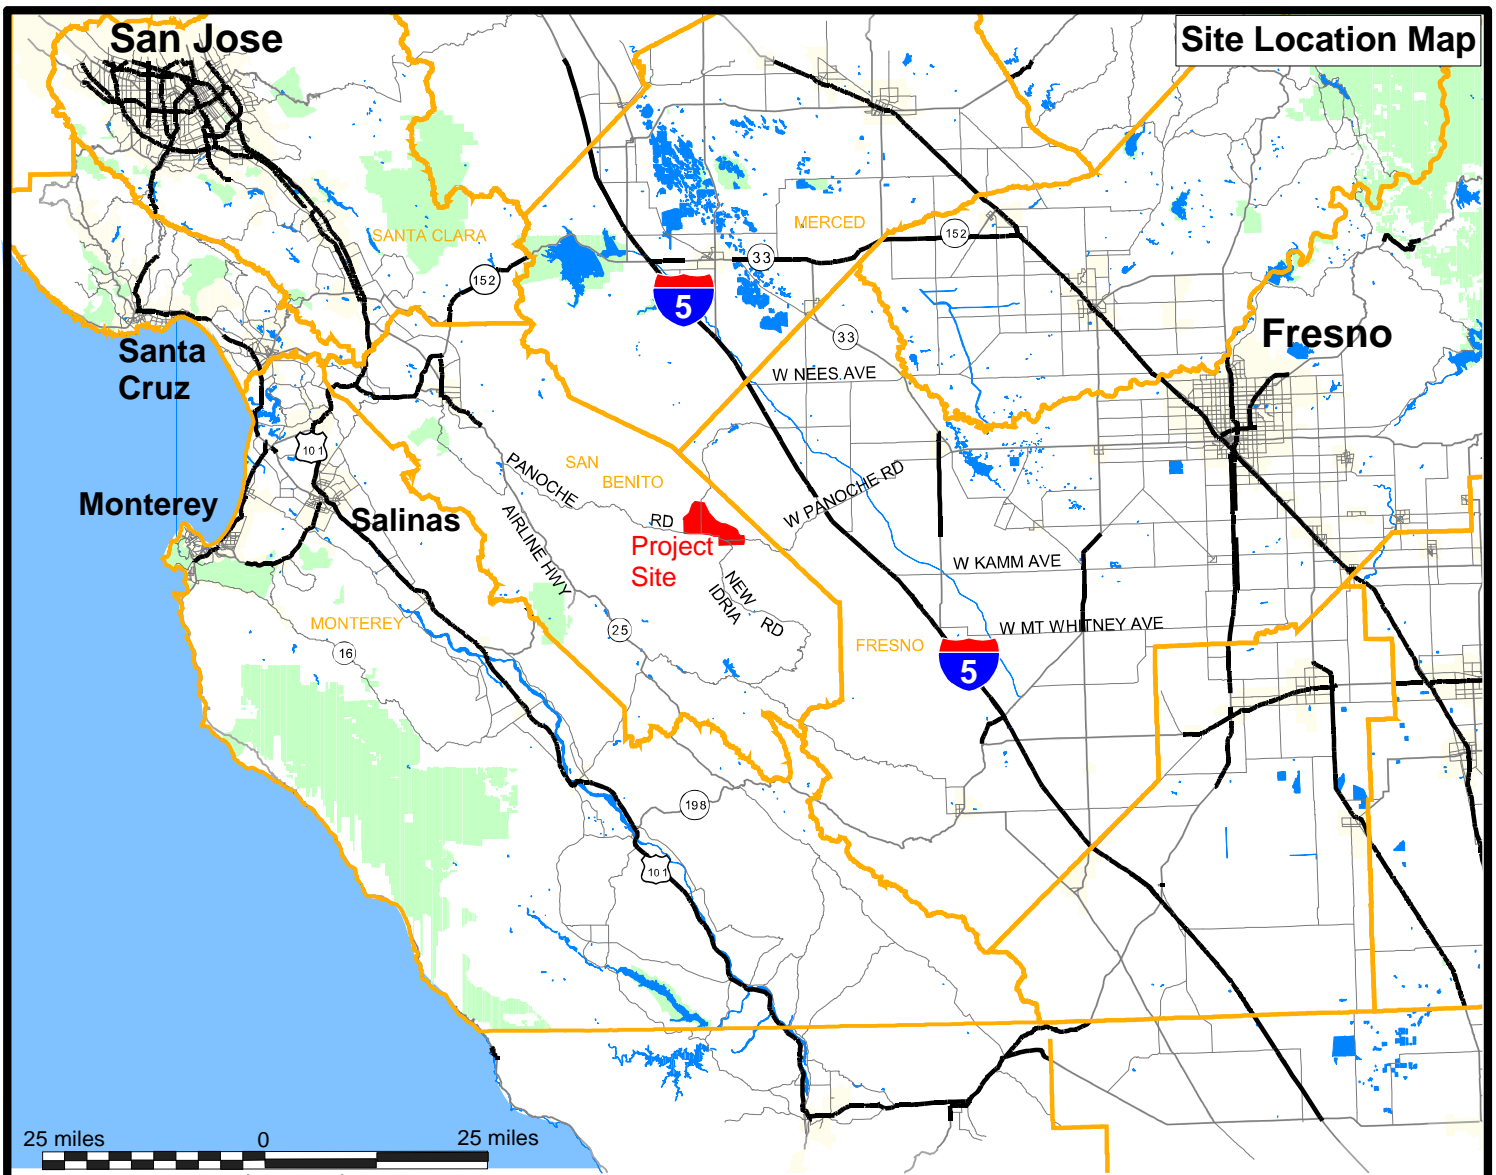 Site Location Map
San Jose
SANTA CLARA
MERCED
152
33
152
5
33
Santa
Cruz
Fresno
W NEES AVE
101
PANOCHE
SAN
BENITO
W PANOCHE RD
Monterey
Salinas
AIRLINE HWY
RD
Project
Site
W KAMM AVE
NEW
IDRIA
RD
MONTEREY
16
25
FRESNO
W MT WHITNEY AVE
5
198
101
25 miles
0
25 miles